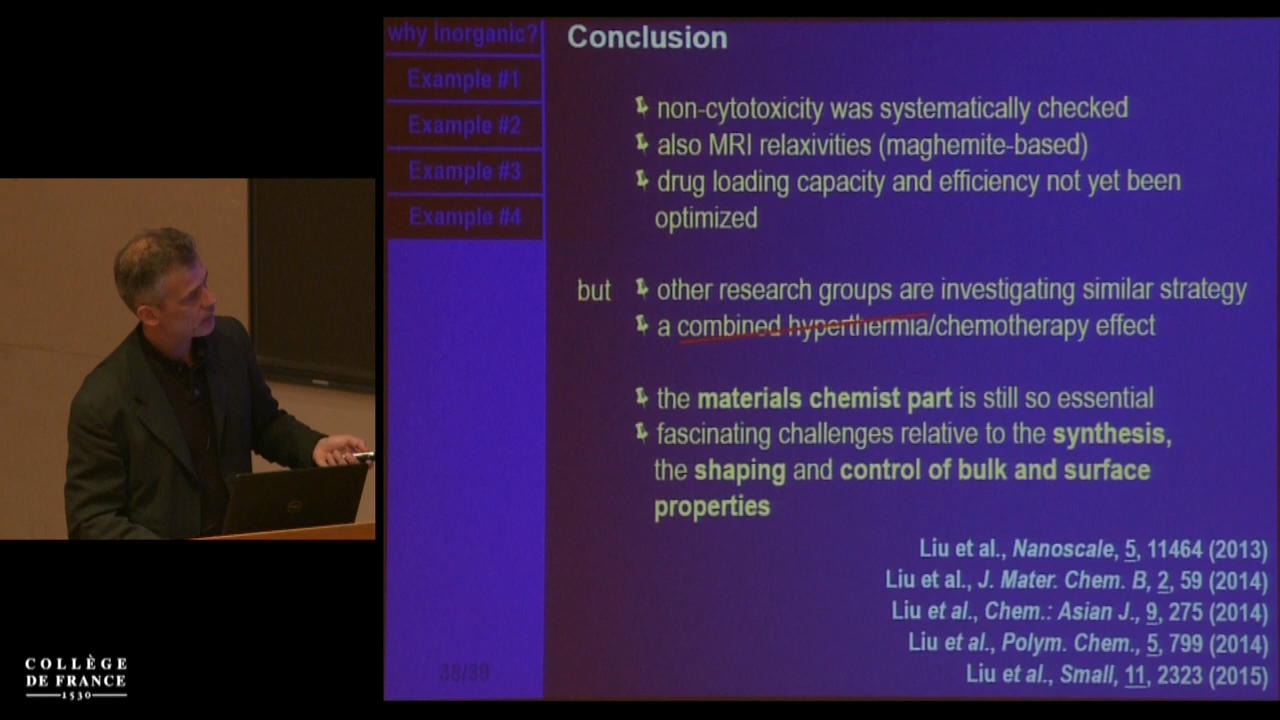 why inorganic?
Example #1
Example #2
Example #3
Example #4
Conclusion
non-cytotoxicity was systematically checked
also MRI relaxivities (maghemite-based)
drug loading capacity and efficiency not yet been
optimized
but other research groups are investigating similar strategy
a combined hyperthermia/chemotherapy effect
the materials chemist part is still so essential
fascinating challenges relative to the synthesis,
the shaping and control of bulk and surface
properties
Liu et al., Nanoscale, 5, 11464 (2013)
Liu et al., J. Mater. Chem. B, 2, 59 (2014)
Liu et al., Chem.: Asian J., 9, 275 (2014)
Liu et al., Polym. Chem., 5, 799 (2014)
Liu et al., Small, 11, 2323 (2015)
38/39
COLLÈGE
DE FRANCE
1530